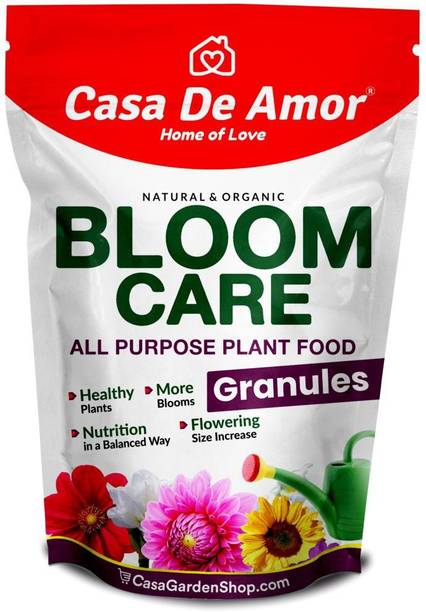 Casa De Amor®
Home of Love
NATURAL & ORGANIC
BLOOM
CARE
ALL PURPOSE PLANT FOOD
Granules
Healthy
Plants
More
Blooms
Nutrition
in a Balanced Way
Flowering
Size Increase
CasaGardenShop.com